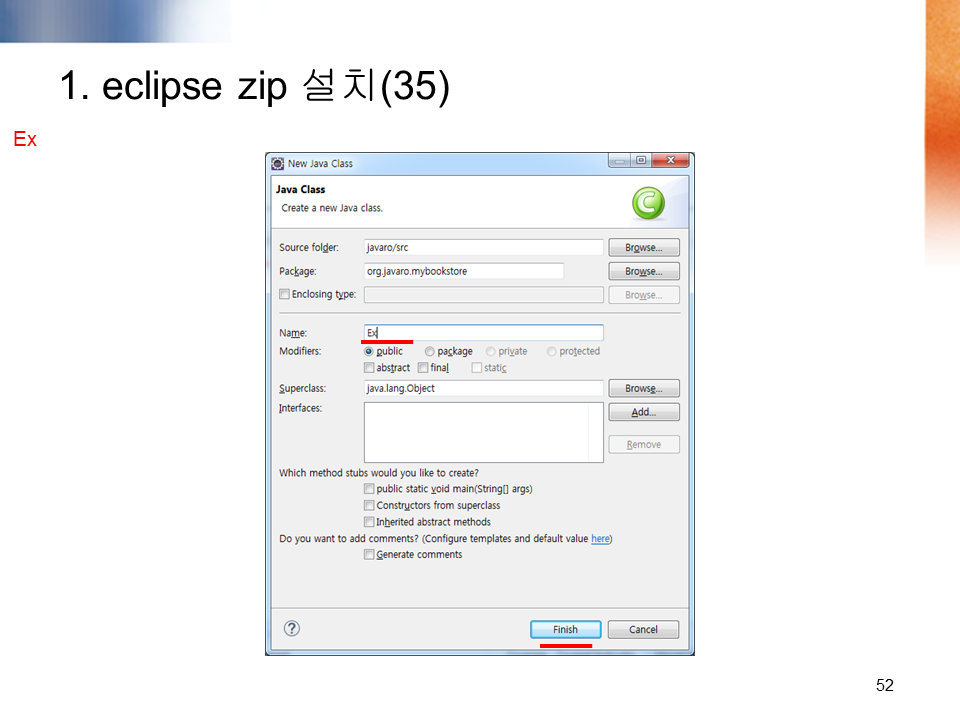 1. eclipse zip 설치(35)
Ex
New Java Class
Java Class
Create a new Java class.
Source folder: javaro/src Browse...
Package: org.javaro.mybookstore Browse...
Enclosing type: Browse...
Name: Ex
Modifiers: public package private protected
abstract final static
Superclass: java.lang.Object Browse...
Interfaces: Add...
Remove
Which method stubs would you like to create?
public static void main(String[] args)
Constructors from superclass
Inherited abstract methods
Do you want to add comments? (Configure templates and default value here)
Generate comments
? Finish Cancel
52